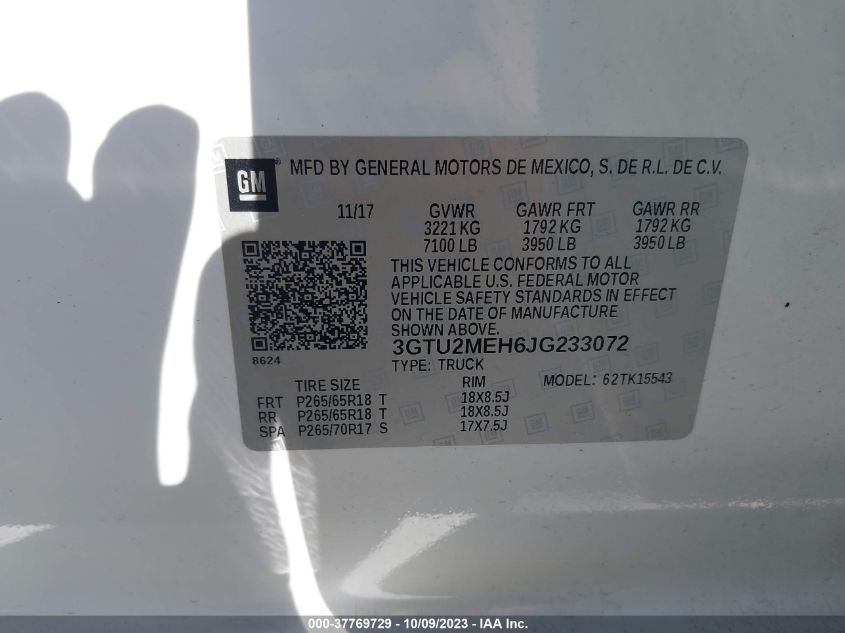 GM
MFD BY GENERAL MOTORS DE MEXICO, S. DE R.L. DE C.V.
11/17 GVWR GAWR FRT GAWR RR
3221 KG 1792 KG 1792 KG
7100 LB 3950 LB 3950 LB
THIS VEHICLE CONFORMS TO ALL
APPLICABLE U.S. FEDERAL MOTOR
VEHICLE SAFETY STANDARDS IN EFFECT
ON THE DATE OF MANUFACTURE
SHOWN ABOVE.
3GTU2MEH6JG233072
8624
TYPE: TRUCK
TIRE SIZE RIM MODEL: 62TK15543
FRT P265/65R18 T 18X8.5J
RR P265/65R18 T 18X8.5J
SPA P265/70R17 S 17X7.5J
000-37769729 - 10/09/2023 - IAAI.com